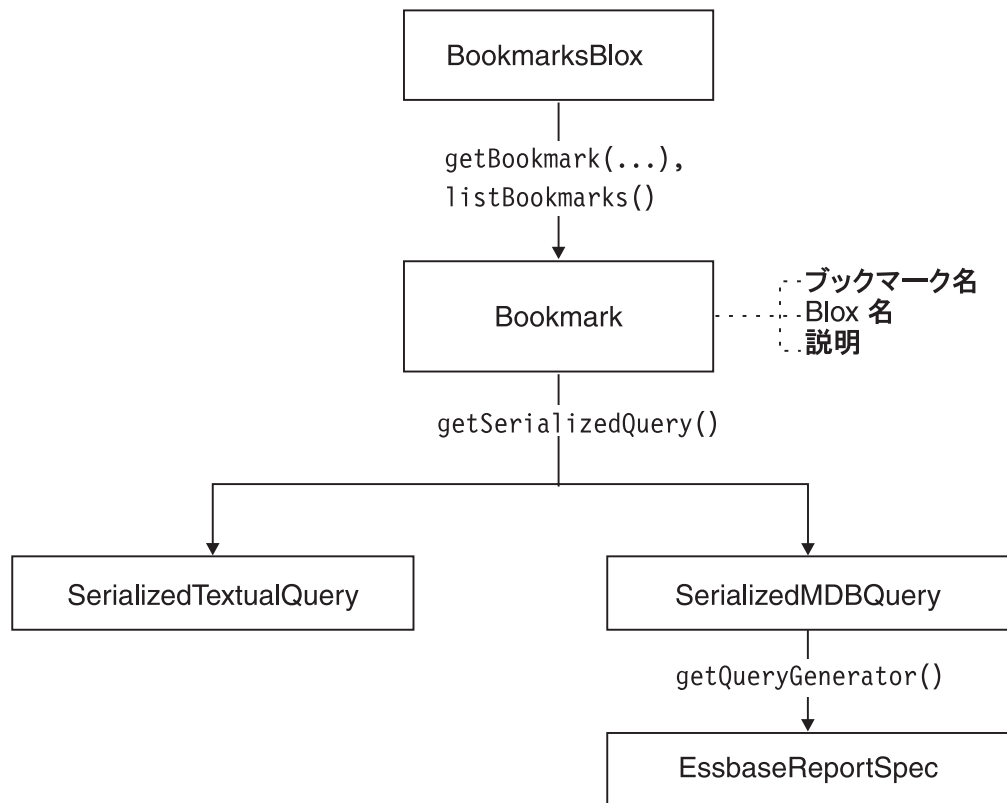 BookmarksBlox
getBookmark(...),
listBookmarks()
Bookmark
ブックマーク名
Blox 名
説明
getSerializedQuery()
SerializedTextualQuery
SerializedMDBQuery
getQueryGenerator()
EssbaseReportSpec